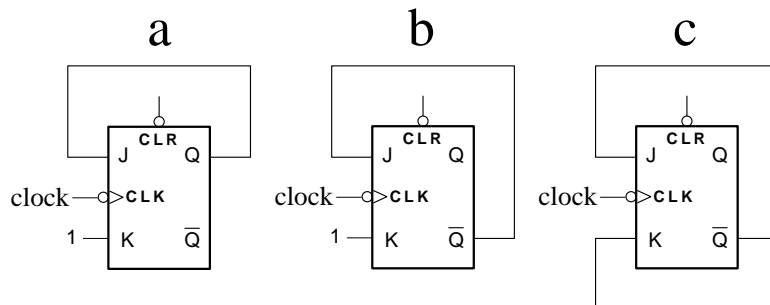 a b c
CLR CLR CLR
J Q J Q J Q
clock CLK clock CLK clock CLK
1 K Q̅ 1 K Q̅ K Q̅